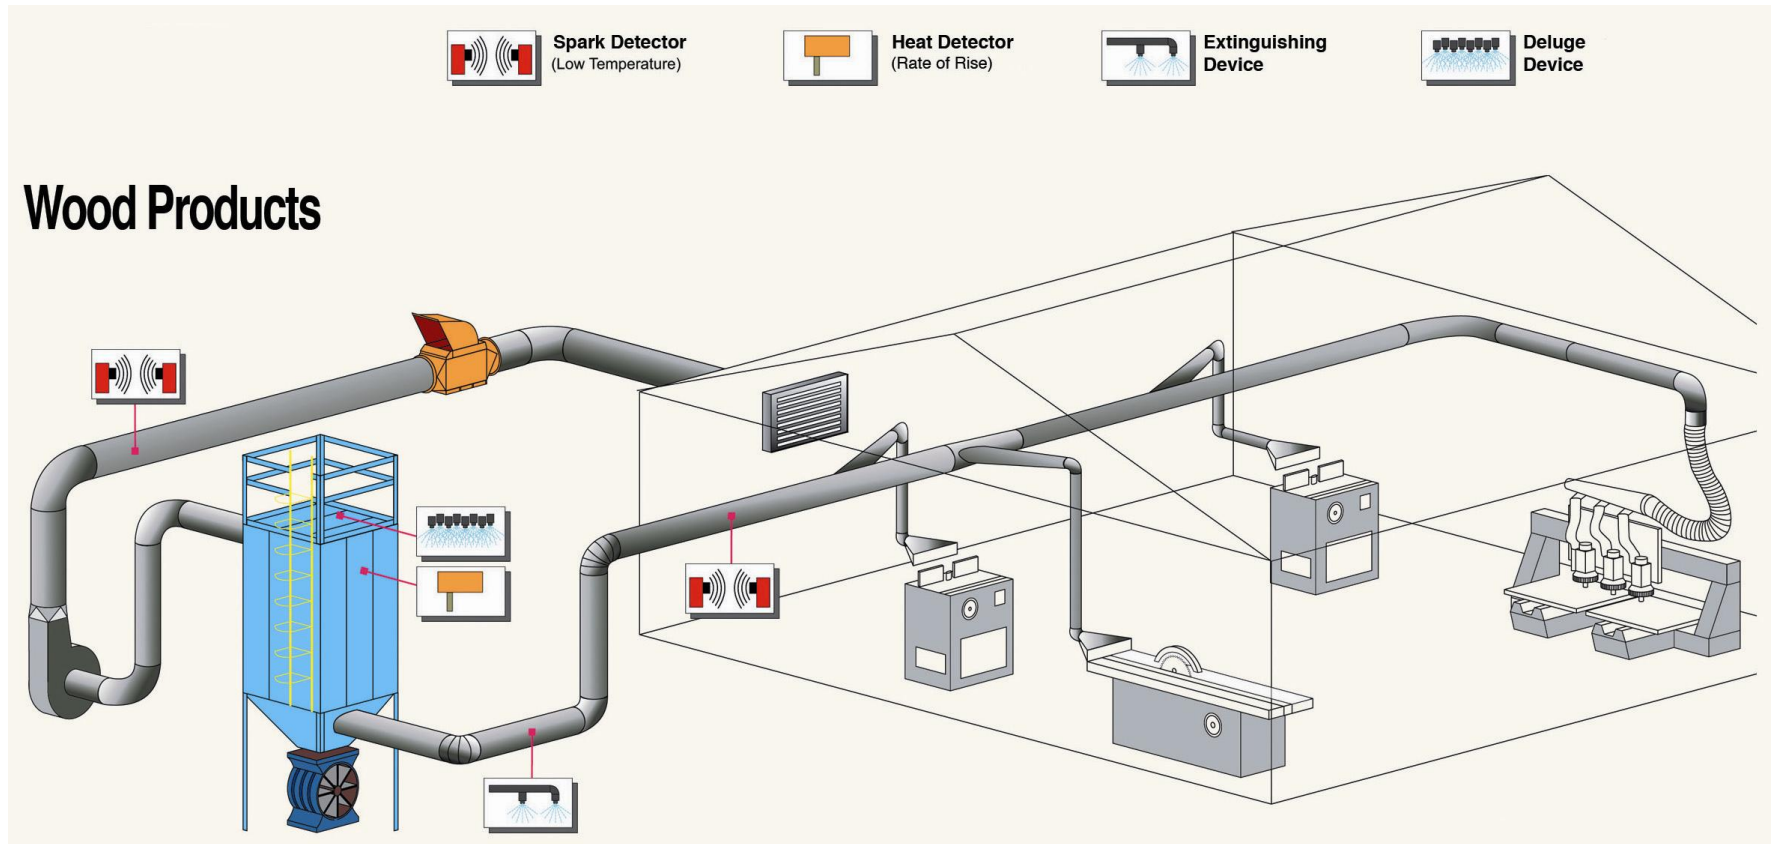 Spark Detector
(Low Temperature)
Heat Detector
(Rate of Rise)
Extinguishing
Device
Deluge
Device
Wood Products